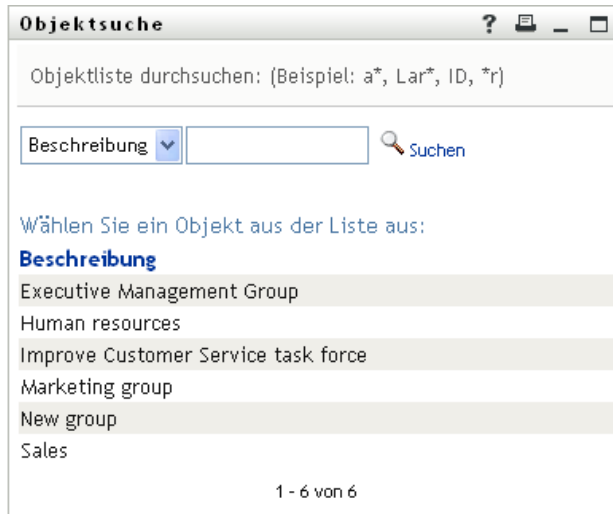 Objektsuche
Objektliste durchsuchen: (Beispiel: a*, Lar*, ID, *r)
Beschreibung Suchen
Wählen Sie ein Objekt aus der Liste aus:
Beschreibung
Executive Management Group
Human resources
Improve Customer Service task force
Marketing group
New group
Sales
1 - 6 von 6